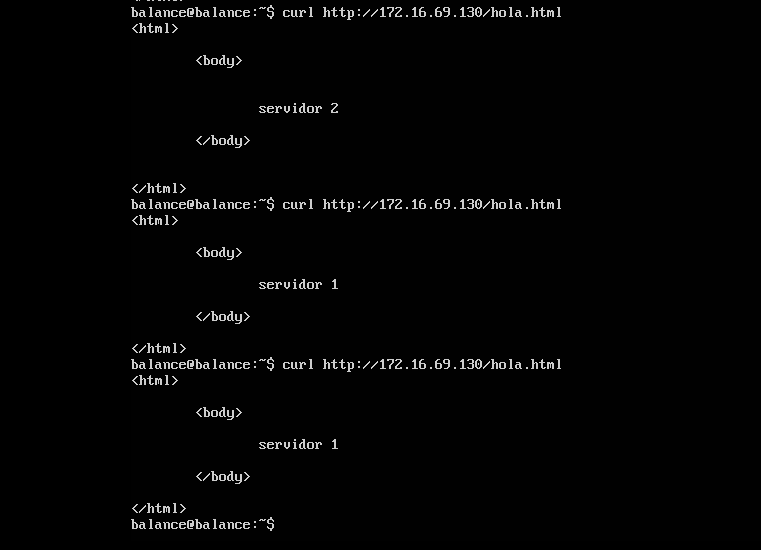 balance@balance:~$ curl http://172.16.69.130/hola.html
<html>
<body>
servidor 2
</body>
</html>
balance@balance:~$ curl http://172.16.69.130/hola.html
<html>
<body>
servidor 1
</body>
</html>
balance@balance:~$ curl http://172.16.69.130/hola.html
<html>
<body>
servidor 1
</body>
</html>
balance@balance:~$